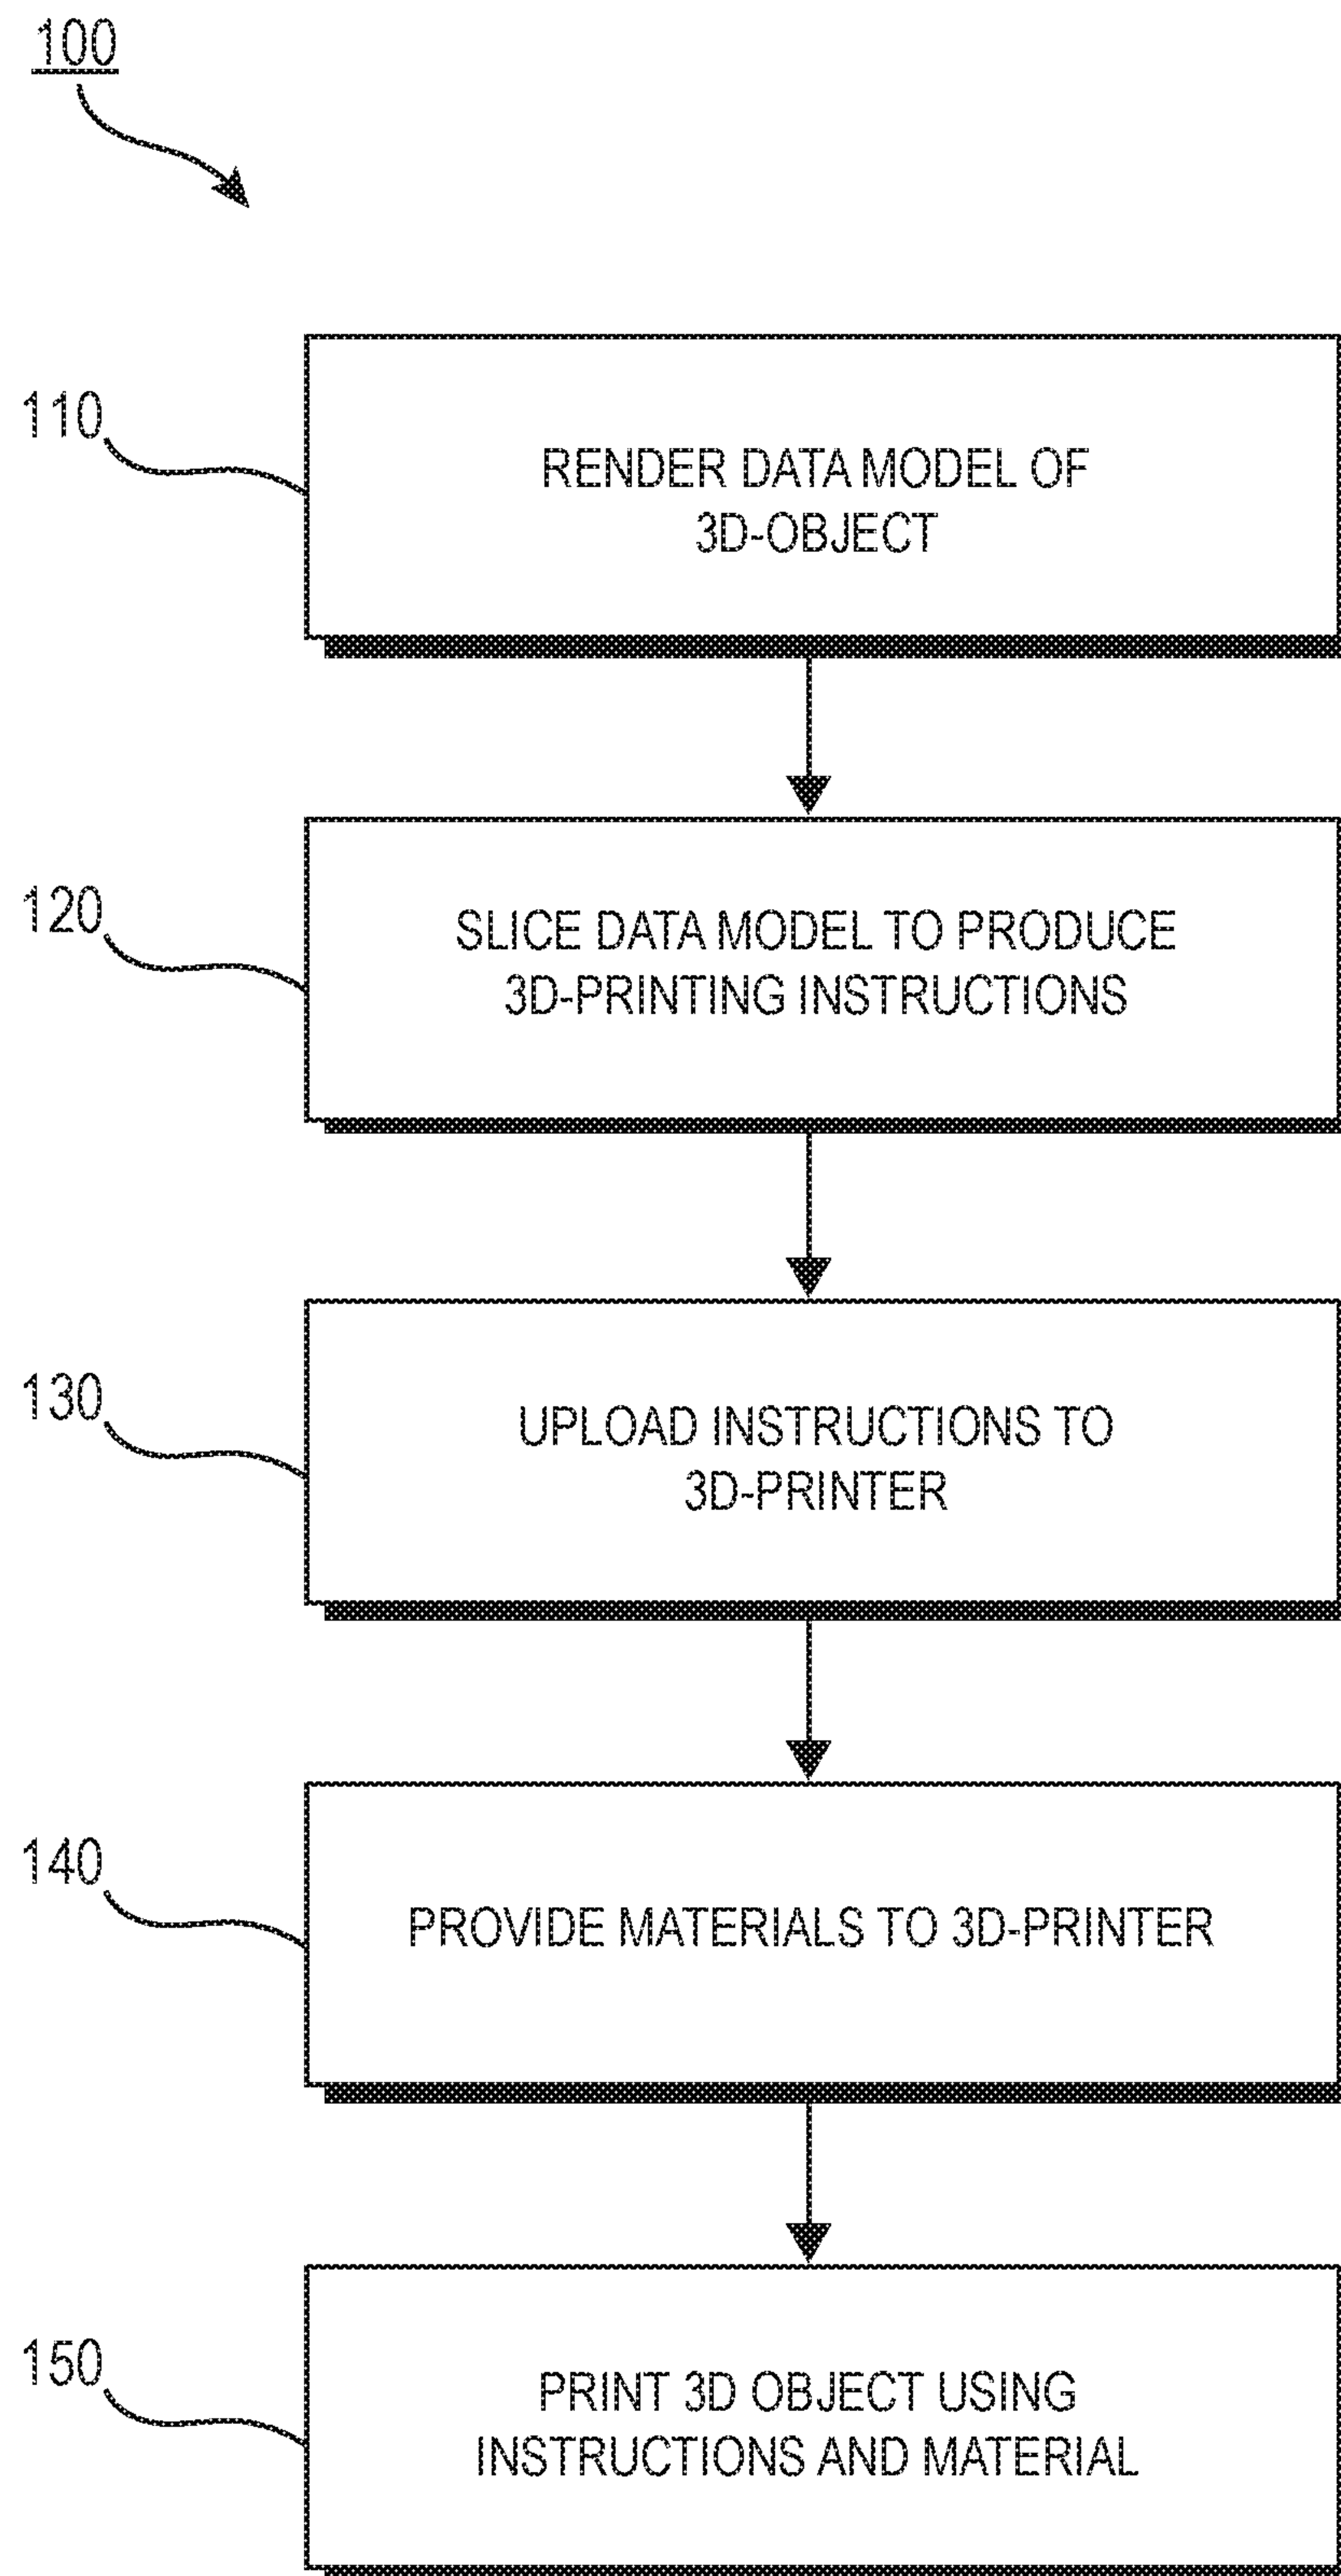 100
110
RENDER DATA MODEL OF
3D-OBJECT
120
SLICE DATA MODEL TO PRODUCE
3D-PRINTING INSTRUCTIONS
130
UPLOAD INSTRUCTIONS TO
3D-PRINTER
140
PROVIDE MATERIALS TO 3D-PRINTER
150
PRINT 3D OBJECT USING
INSTRUCTIONS AND MATERIAL